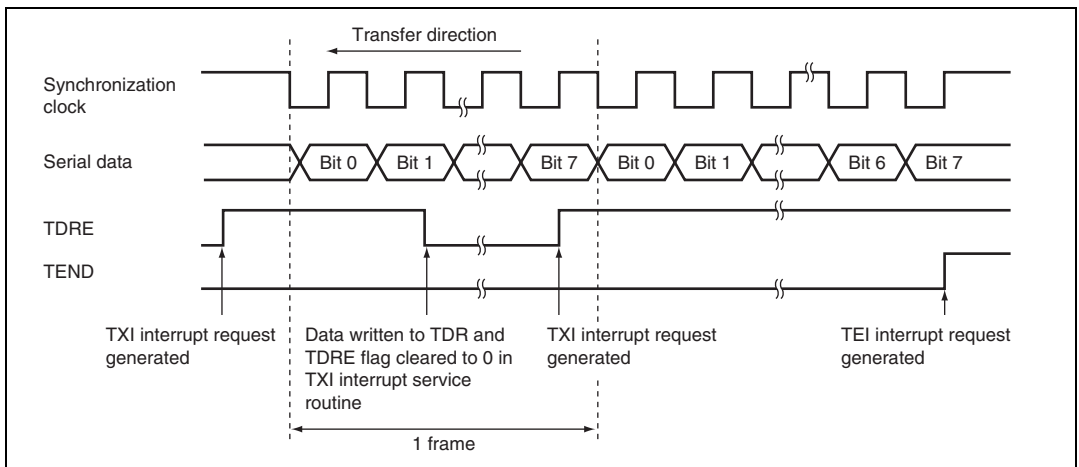 Transfer direction
Synchronization
clock
Serial data
Bit 0
Bit 1
Bit 7
Bit 0
Bit 1
Bit 6
Bit 7
TDRE
TEND
TXI interrupt request
generated
Data written to TDR and
TDRE flag cleared to 0 in
TXI interrupt service
routine
TXI interrupt request
generated
TEI interrupt request
generated
1 frame